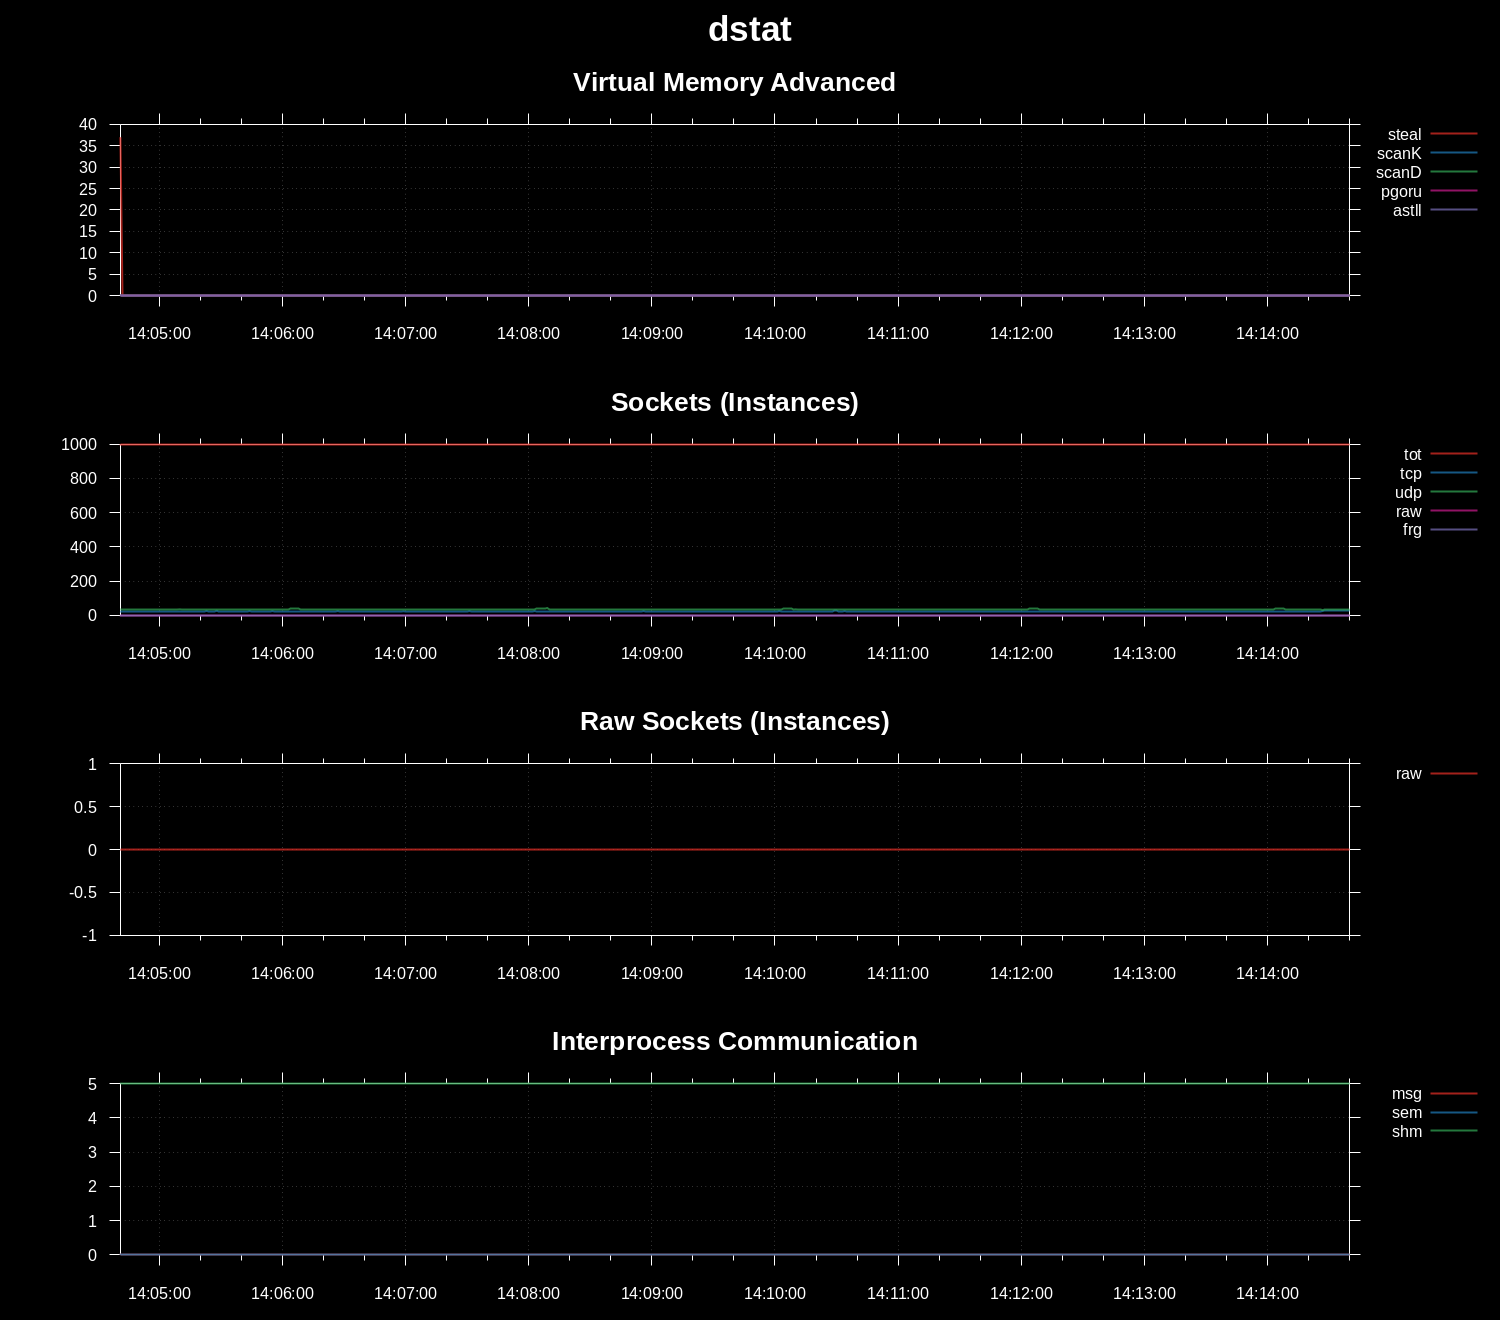 dstat
Virtual Memory Advanced
40
35
30
25
20
15
10
5
0
14:05:00 14:06:00 14:07:00 14:08:00 14:09:00 14:10:00 14:11:00 14:12:00 14:13:00 14:14:00
steal
scanK
scanD
pgoru
astll
Sockets (Instances)
1000
800
600
400
200
0
14:05:00 14:06:00 14:07:00 14:08:00 14:09:00 14:10:00 14:11:00 14:12:00 14:13:00 14:14:00
tot
tcp
udp
raw
frg
Raw Sockets (Instances)
1
0.5
0
-0.5
-1
14:05:00 14:06:00 14:07:00 14:08:00 14:09:00 14:10:00 14:11:00 14:12:00 14:13:00 14:14:00
raw
Interprocess Communication
5
4
3
2
1
0
14:05:00 14:06:00 14:07:00 14:08:00 14:09:00 14:10:00 14:11:00 14:12:00 14:13:00 14:14:00
msg
sem
shm